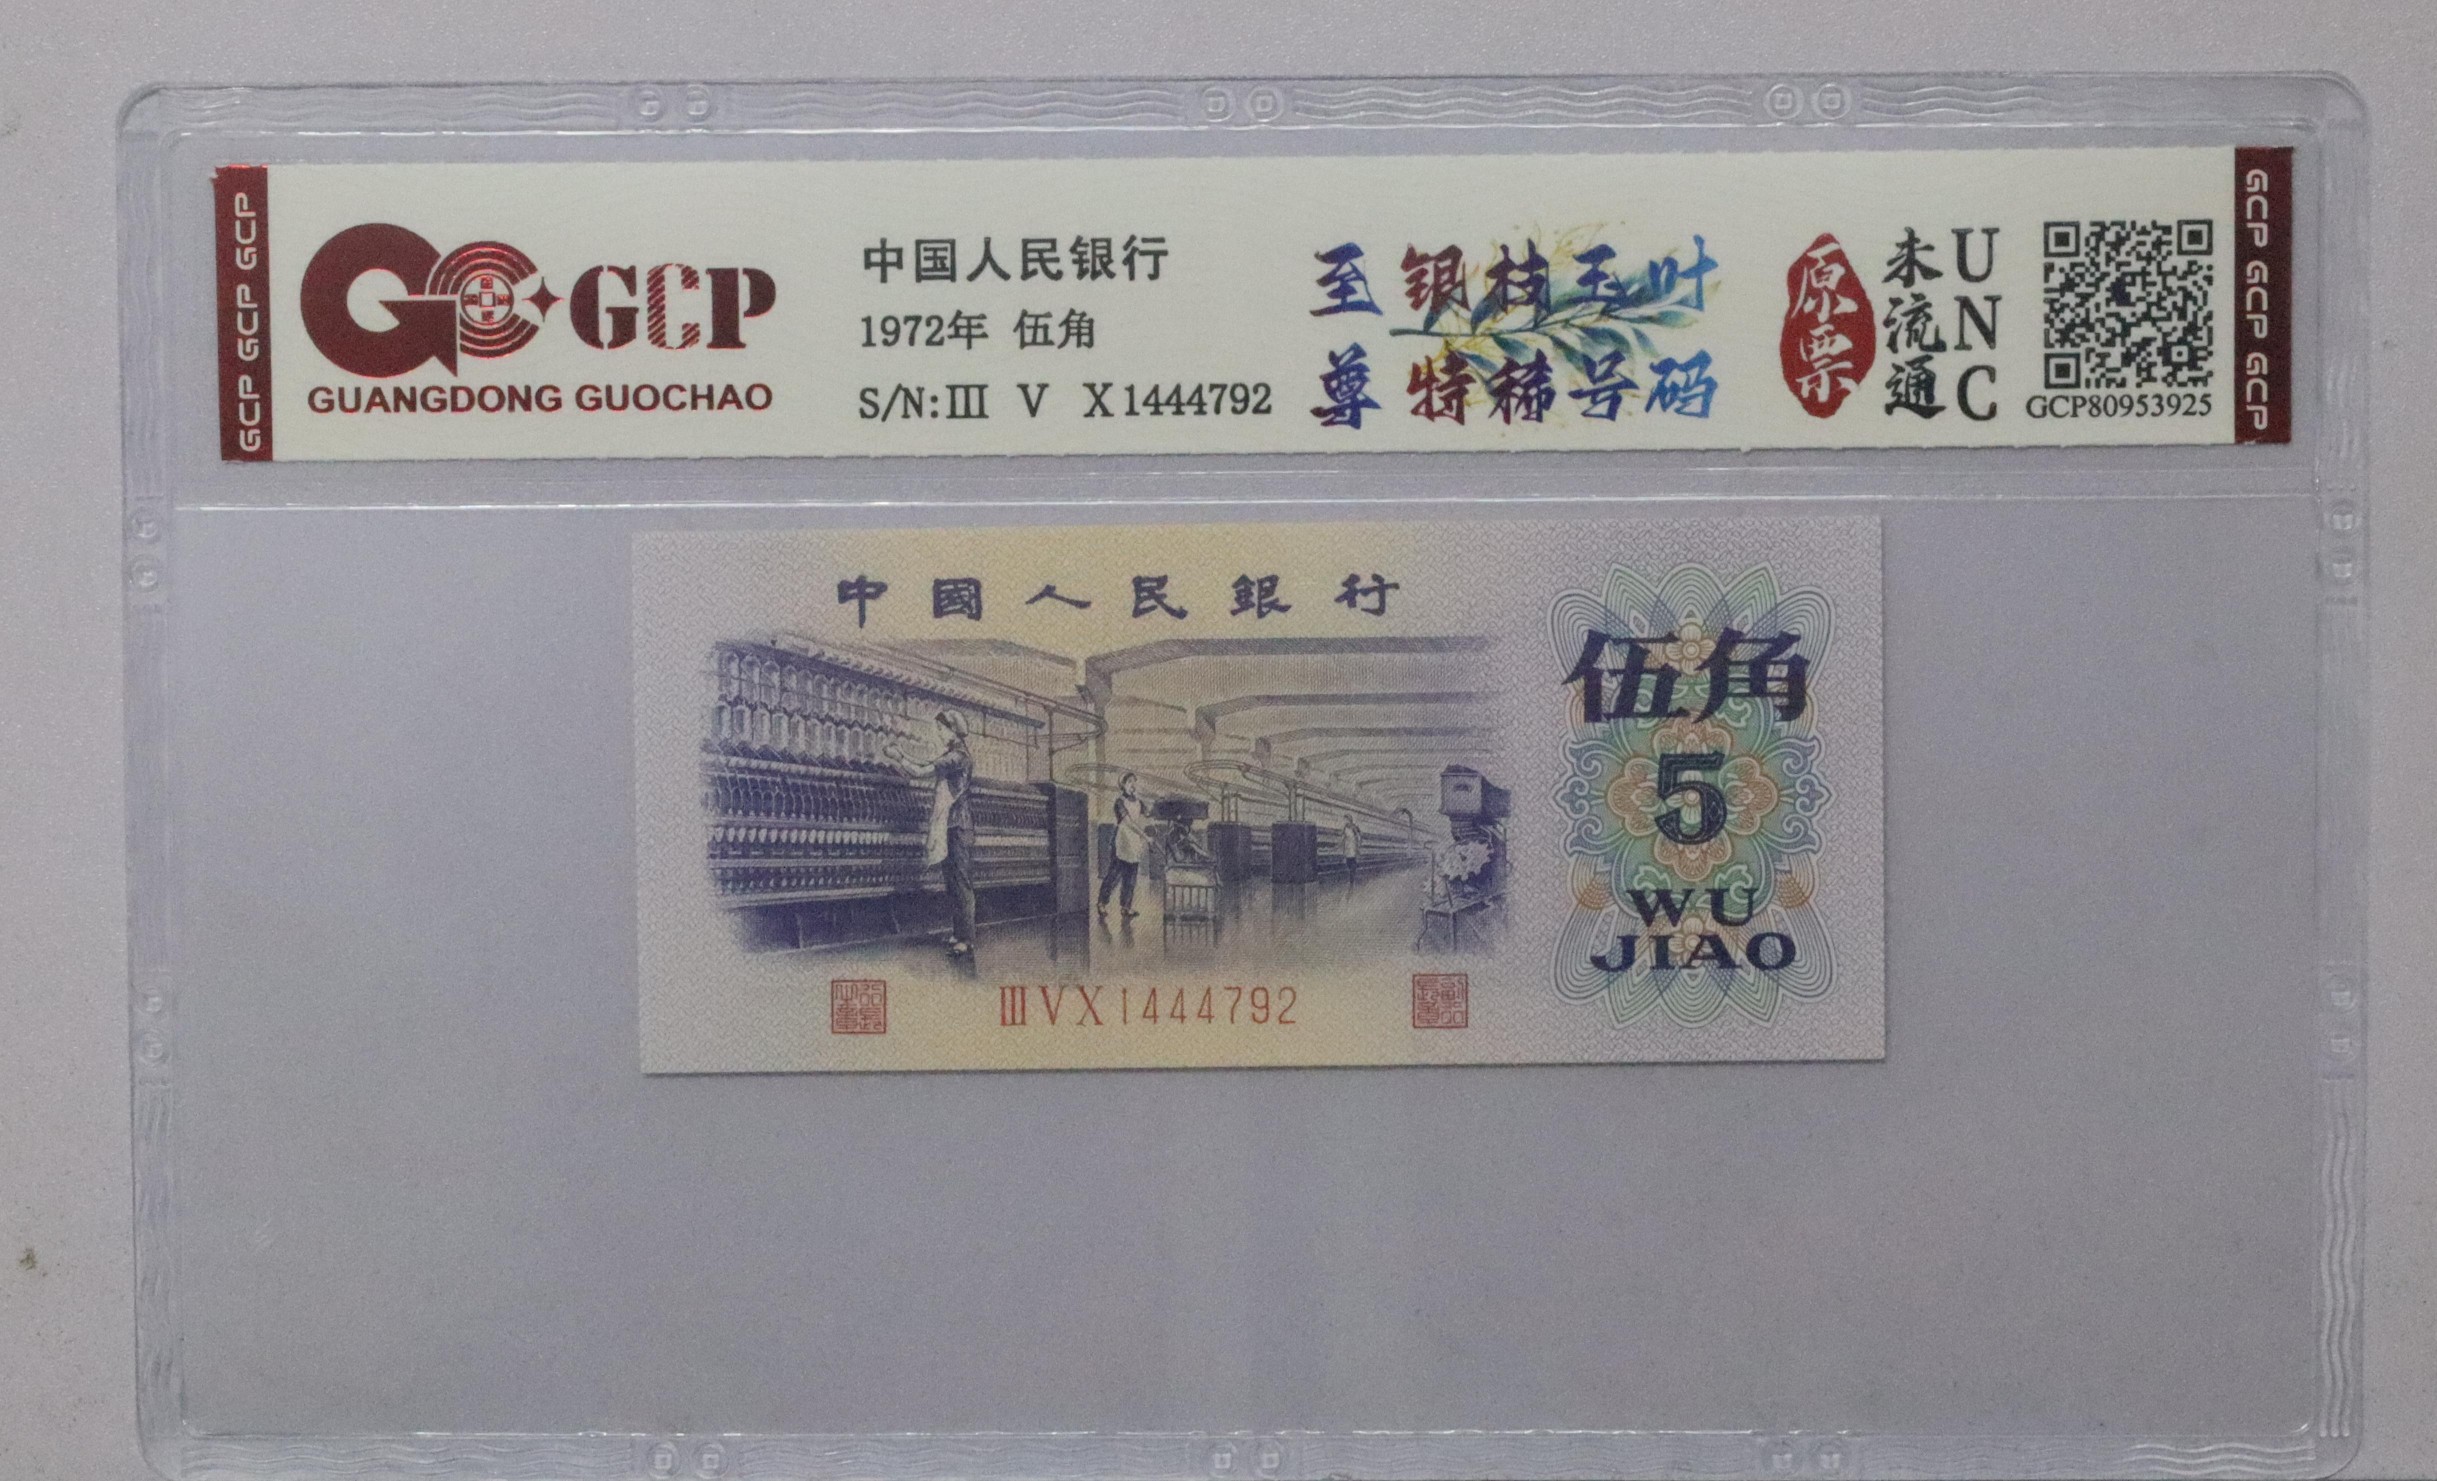 GCP GCP GCP
GCP
GUANGDONG GUOCHAO
中国人民银行
1972年 伍角
S/N:Ⅲ Ⅴ Ⅹ1444792
至尊
银枝玉叶
特稀号码
原票
未流通
UNC
GCP80953925
GCP GCP GCP
中國人民銀行
伍角
5
WU
JIAO
ⅢⅤⅩ1444792